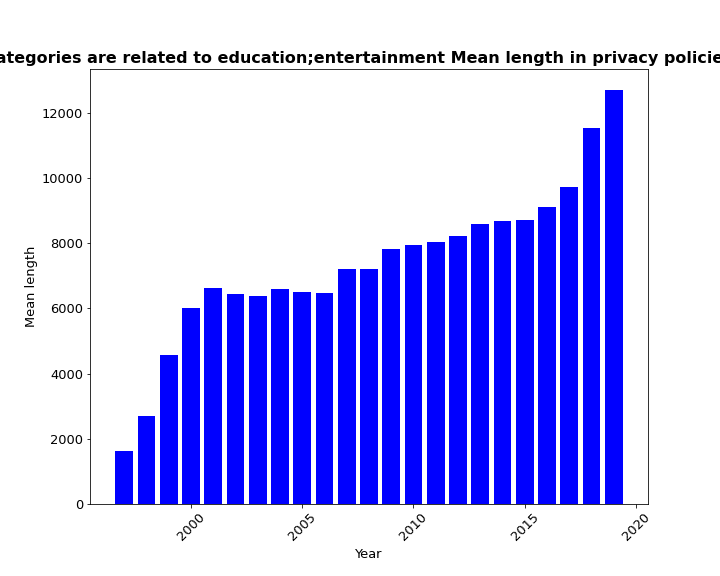 ategories are related to education;entertainment Mean length in privacy policie
12000
10000
8000
6000
4000
2000
0
Mean length
2000 2005 2010 2015 2020
Year